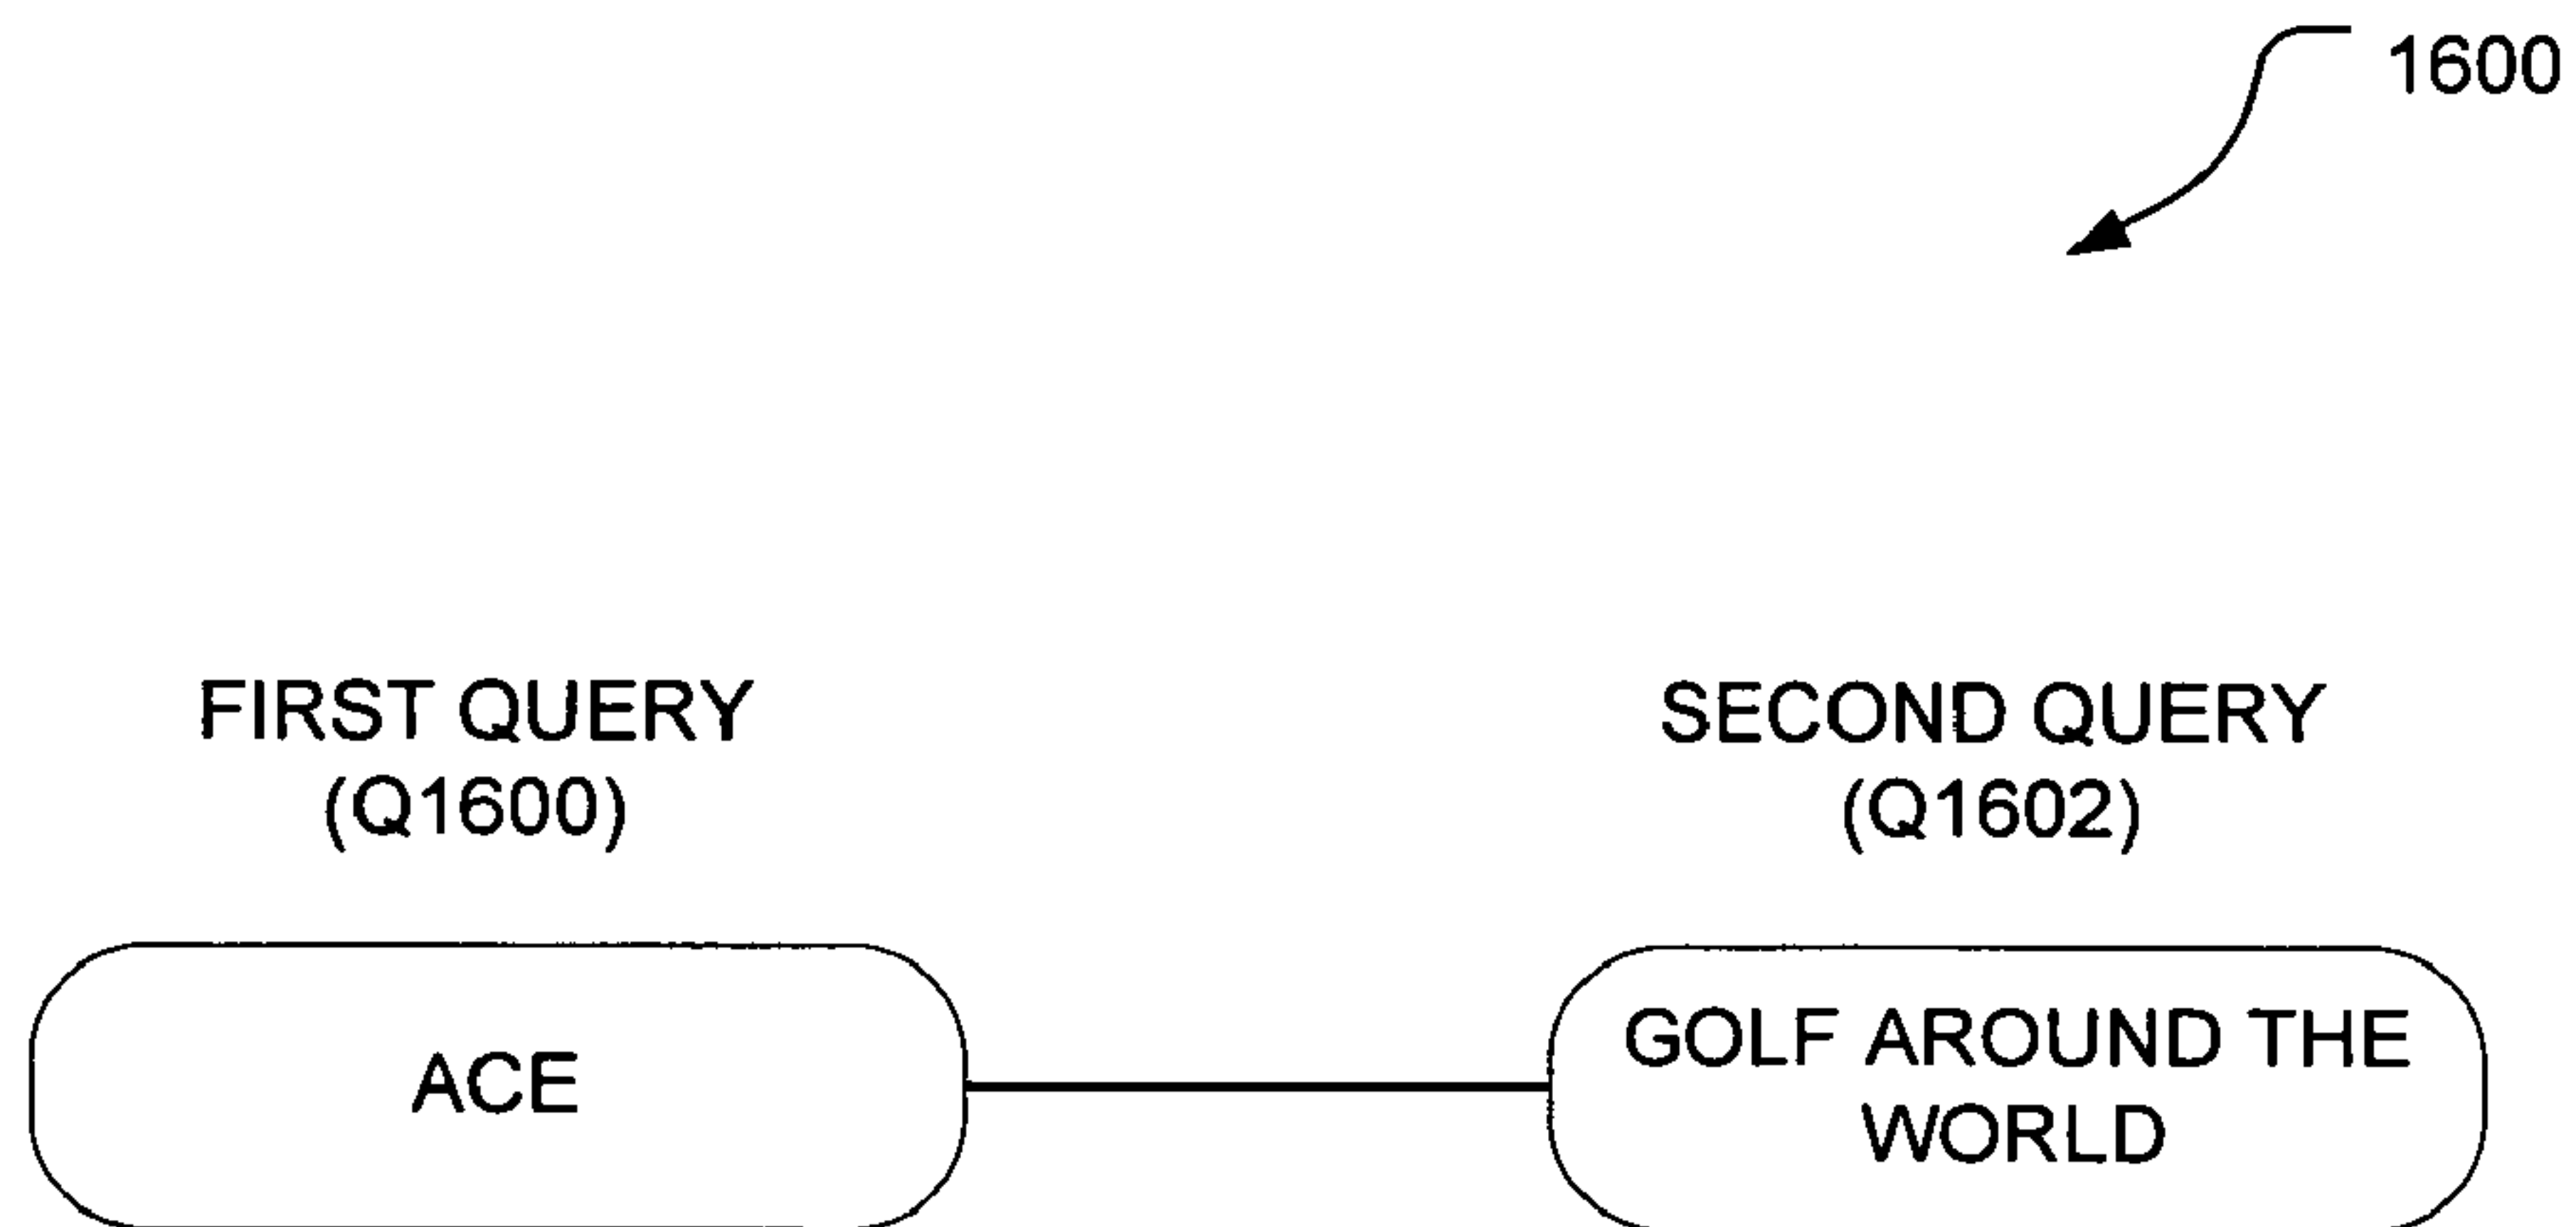 1600
FIRST QUERY
(Q1600)
SECOND QUERY
(Q1602)
ACE
GOLF AROUND THE
WORLD